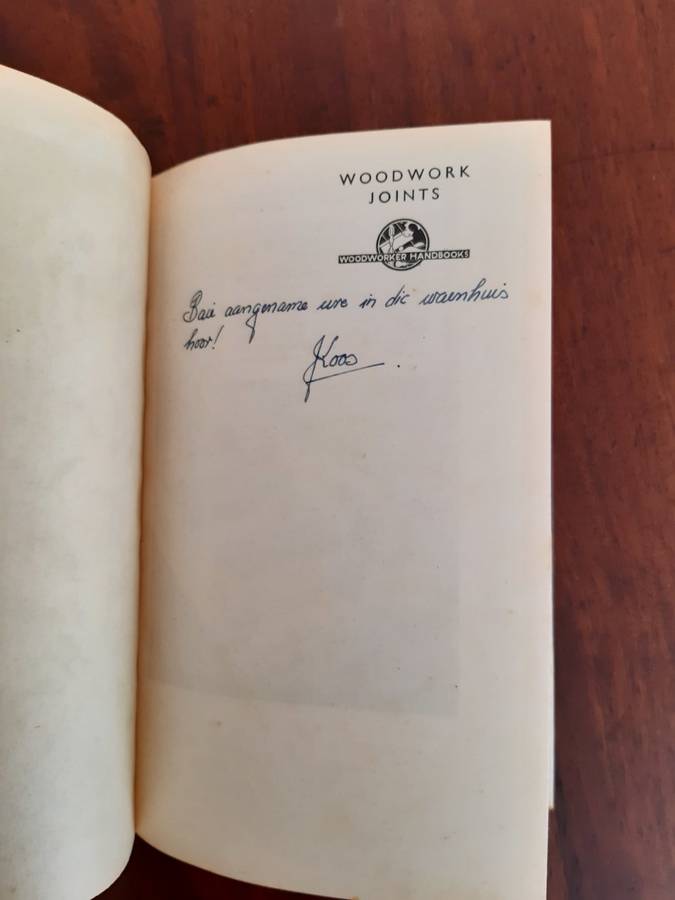 WOODWORK
JOINTS
WOODWORKER HANDBOOKS
Baie aangename ure in die waenhuis
hoor!
Koos.